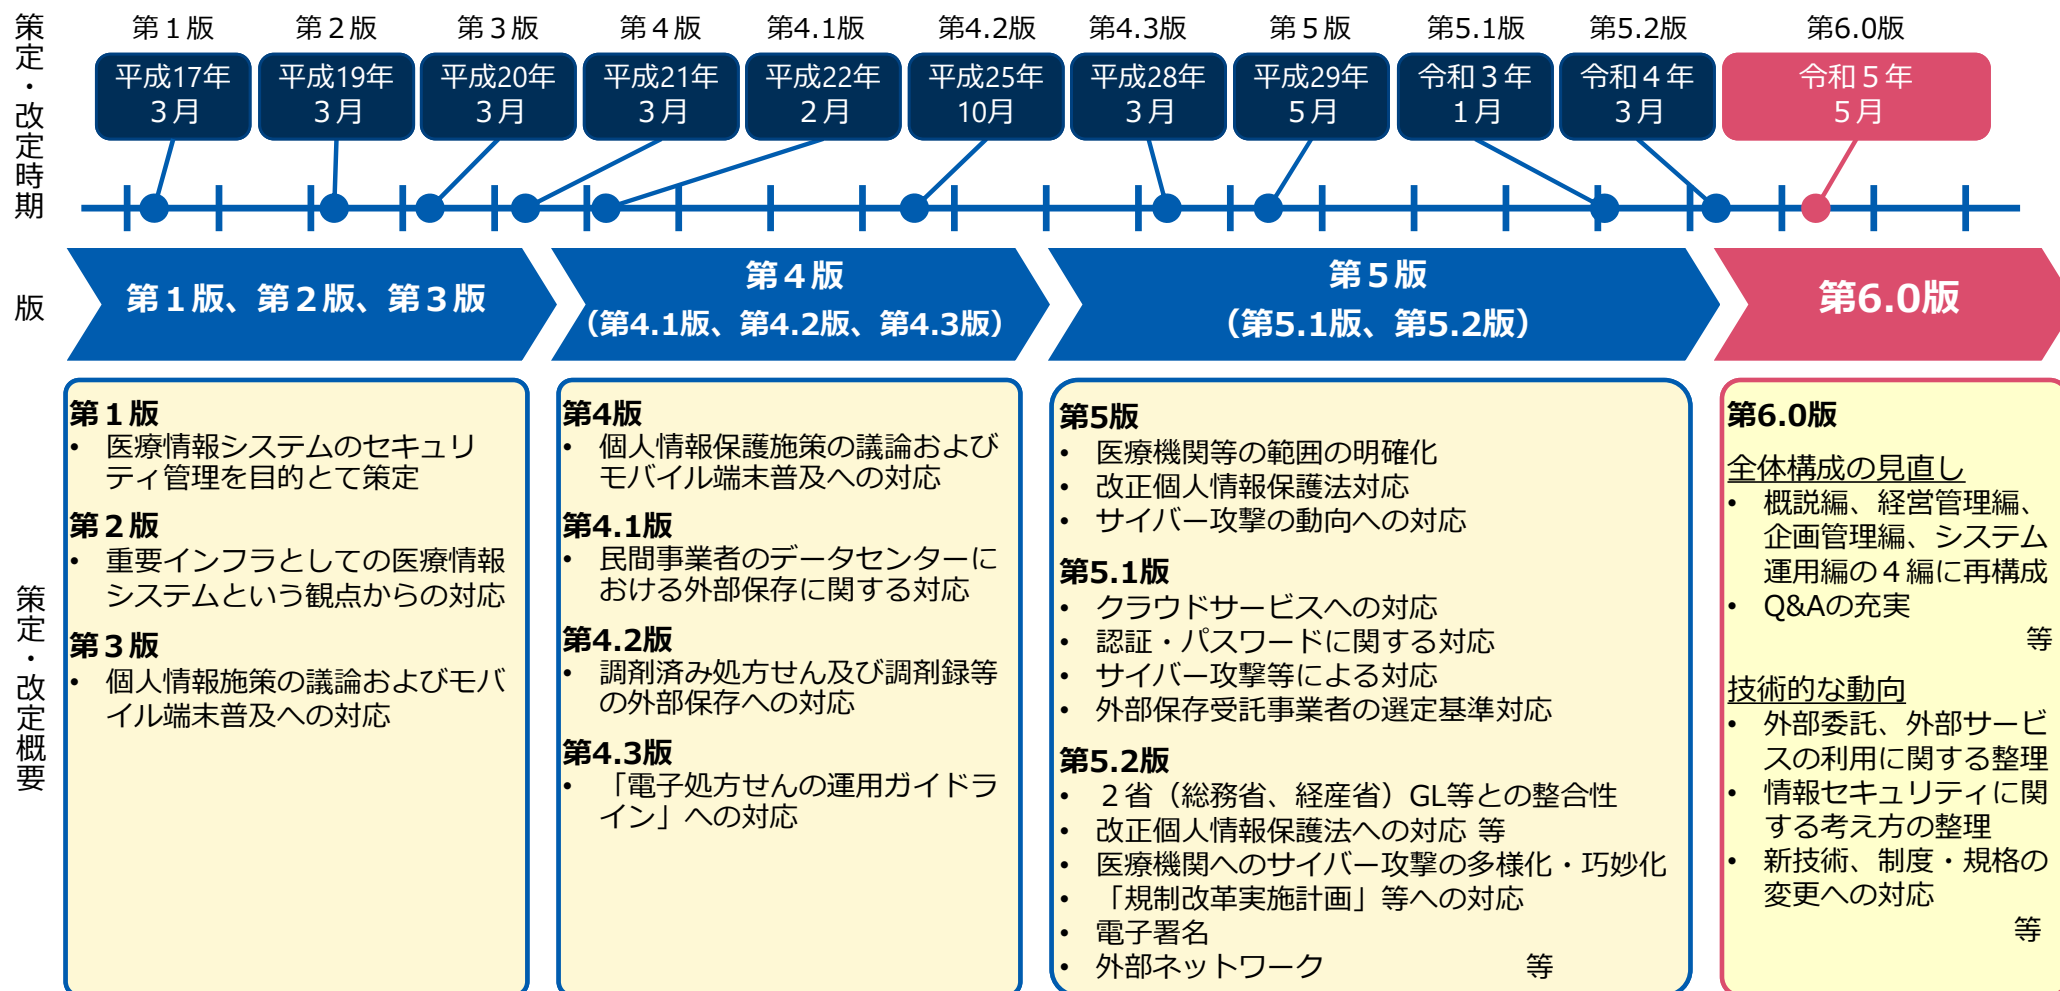 策定・改定時期
第１版
第２版
第３版
第４版
第4.1版
第4.2版
第4.3版
第５版
第5.1版
第5.2版
第6.0版
平成17年
３月
平成19年
３月
平成20年
３月
平成21年
３月
平成22年
２月
平成25年
10月
平成28年
３月
平成29年
５月
令和３年
１月
令和４年
３月
令和５年
５月
版
第１版、第２版、第３版
第４版
（第4.1版、第4.2版、第4.3版）
第５版
（第5.1版、第5.2版）
第6.0版
策定・改定概要
第１版
• 医療情報システムのセキュリ
ティ管理を目的とて策定
第２版
• 重要インフラとしての医療情報
システムという観点からの対応
第３版
• 個人情報施策の議論およびモバ
イル端末普及への対応
第4版
• 個人情報保護施策の議論および
モバイル端末普及への対応
第4.1版
• 民間事業者のデータセンターに
おける外部保存に関する対応
第4.2版
• 調剤済み処方せん及び調剤録等
の外部保存への対応
第4.3版
• 「電子処方せんの運用ガイドラ
イン」への対応
第5版
• 医療機関等の範囲の明確化
• 改正個人情報保護法対応
• サイバー攻撃の動向への対応
第5.1版
• クラウドサービスへの対応
• 認証・パスワードに関する対応
• サイバー攻撃等による対応
• 外部保存受託事業者の選定基準対応
第5.2版
• ２省（総務省、経産省）GL等との整合性
• 改正個人情報保護法への対応 等
• 医療機関へのサイバー攻撃の多様化・巧妙化
• 「規制改革実施計画」等への対応
• 電子署名
• 外部ネットワーク 等
第6.0版
全体構成の見直し
• 概説編、経営管理編、
企画管理編、システム
運用編の４編に再構成
• Q&Aの充実
等
技術的な動向
• 外部委託、外部サービ
スの利用に関する整理
• 情報セキュリティに関
する考え方の整理
• 新技術、制度・規格の
変更への対応
等